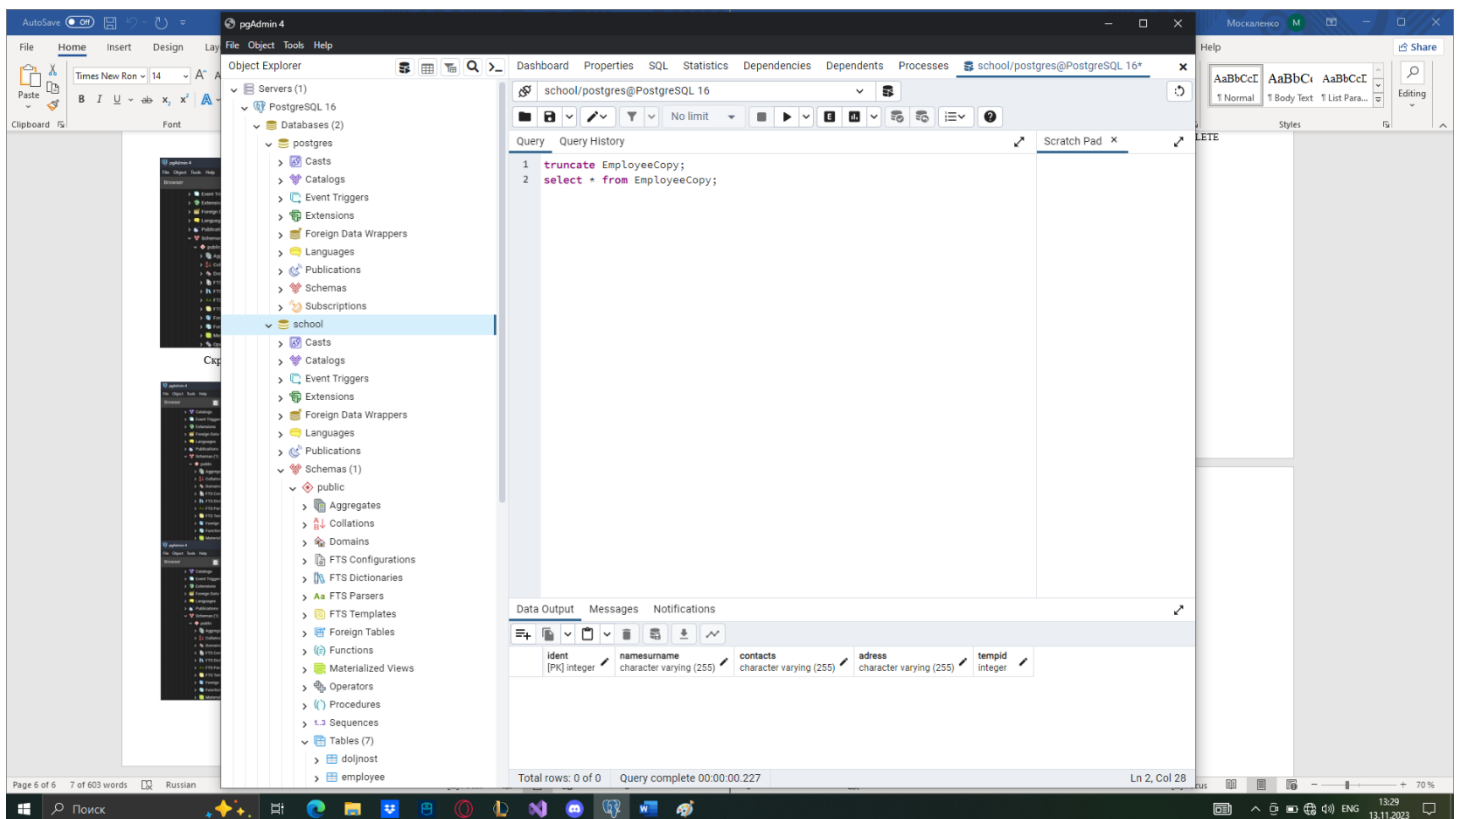 AutoSave Off
Москаленко М
File Home Insert Design Lay
Help
Share
Paste
Clipboard
Times New Ron 14
A A
B I U ab x₂ x² A
Font
AaBbCcI AaBbC AaBbCcI
¶ Normal ¶ Body Text ¶ List Para...
Styles
Editing
LETE
Скр
pgAdmin 4
File Object Tools Help
Object Explorer
Servers (1)
PostgreSQL 16
Databases (2)
postgres
Casts
Catalogs
Event Triggers
Extensions
Foreign Data Wrappers
Languages
Publications
Schemas
Subscriptions
school
Casts
Catalogs
Event Triggers
Extensions
Foreign Data Wrappers
Languages
Publications
Schemas (1)
public
Aggregates
Collations
Domains
FTS Configurations
FTS Dictionaries
FTS Parsers
FTS Templates
Foreign Tables
Functions
Materialized Views
Operators
Procedures
Sequences
Tables (7)
doljnost
employee
Dashboard Properties SQL Statistics Dependencies Dependents Processes school/postgres@PostgreSQL 16*
school/postgres@PostgreSQL 16
No limit
Query Query History
Scratch Pad
1 truncate EmployeeCopy;
2 select * from EmployeeCopy;
Data Output Messages Notifications
ident
[PK] integer
namesurname
character varying (255)
contacts
character varying (255)
adress
character varying (255)
tempid
integer
Total rows: 0 of 0 Query complete 00:00:00.227 Ln 2, Col 28
Page 6 of 6 7 of 603 words Russian
cus
70 %
Поиск
ENG
13:29
13.11.2023